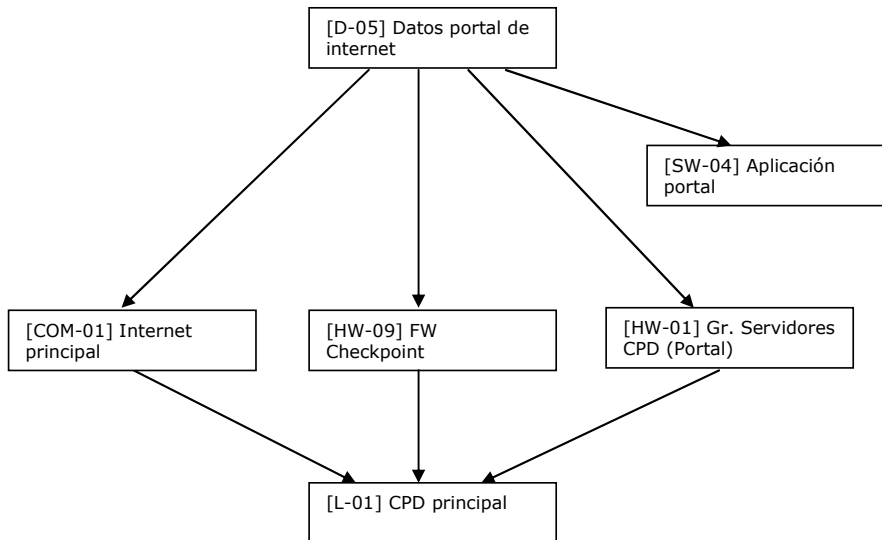 [D-05] Datos portal de
internet
[SW-04] Aplicación
portal
[COM-01] Internet
principal
[HW-09] FW
Checkpoint
[HW-01] Gr. Servidores
CPD (Portal)
[L-01] CPD principal